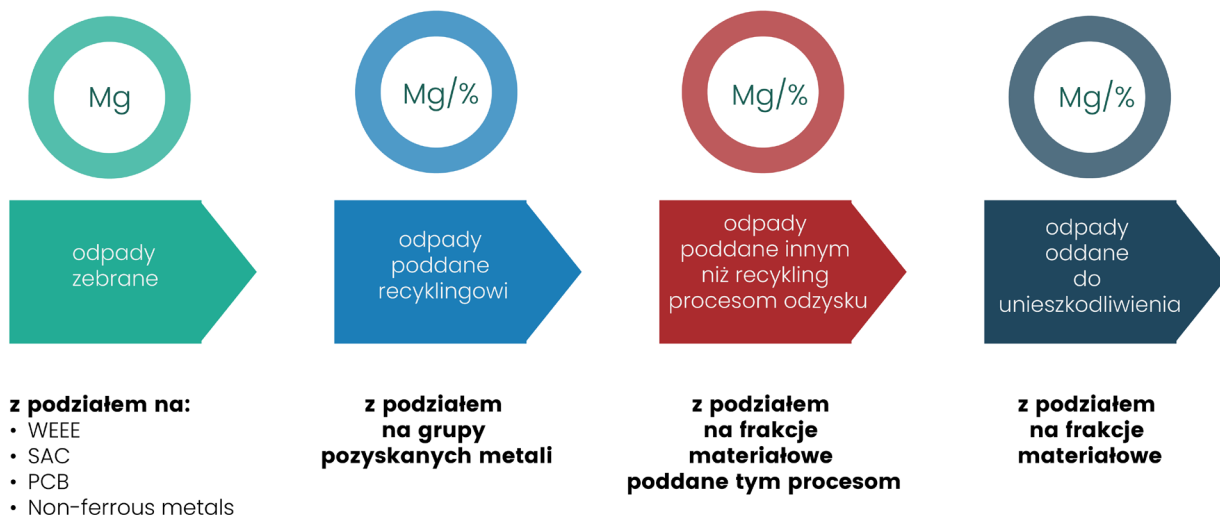 Mg
Mg/%
Mg/%
Mg/%
odpady
zebrane
odpady
poddane
recyklingowi
odpady
poddane innym
niż recykling
procesom odzysku
odpady
oddane
do
unieszkodliwienia
z podziałem na:
• WEEE
• SAC
• PCB
• Non-ferrous metals
z podziałem
na grupy
pozyskanych metali
z podziałem
na frakcje
materiałowe
poddane tym procesom
z podziałem
na frakcje
materiałowe